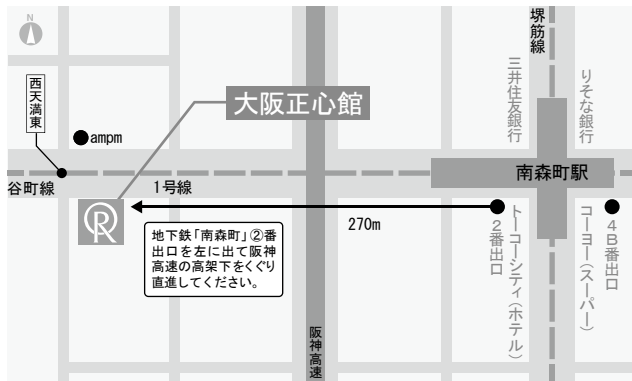 N
堺筋線
三井住友銀行
りそな銀行
西天満東
大阪正心館
ampm
南森町駅
谷町線
1号線
270m
R
地下鉄「南森町」②番
出口を左に出て阪神
高速の高架下をくぐり
直進してください。
2番出口
トーコーシティ(ホテル)
コーヨー(スーパー)
4B番出口
阪神高速